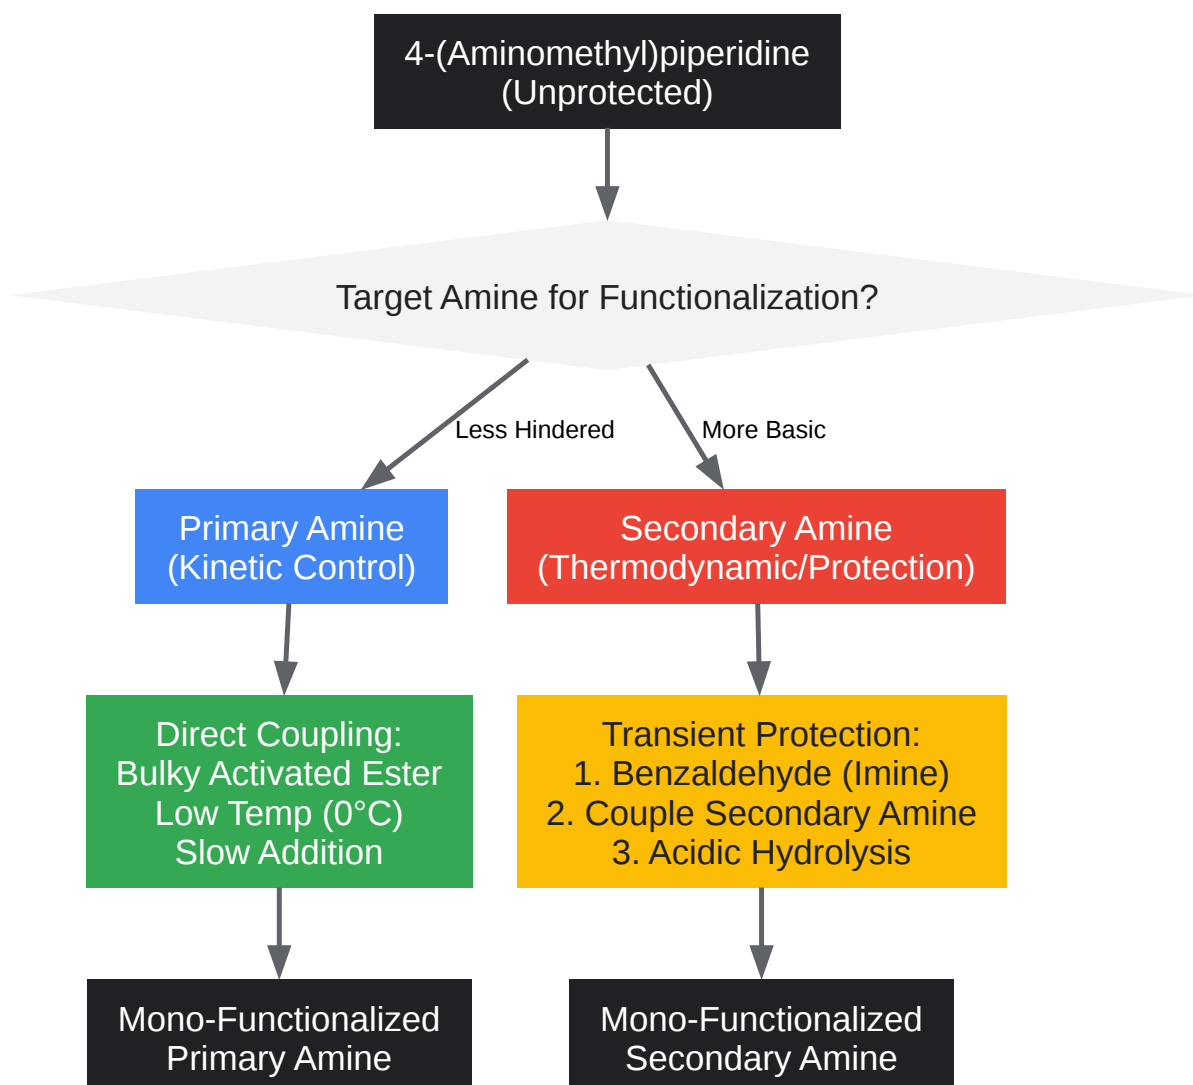 4-(Aminomethyl)piperidine
(Unprotected)
Target Amine for Functionalization?
Less Hindered
More Basic
Primary Amine
(Kinetic Control)
Secondary Amine
(Thermodynamic/Protection)
Direct Coupling:
Bulky Activated Ester
Low Temp (0°C)
Slow Addition
Transient Protection:
1. Benzaldehyde (Imine)
2. Couple Secondary Amine
3. Acidic Hydrolysis
Mono-Functionalized
Primary Amine
Mono-Functionalized
Secondary Amine